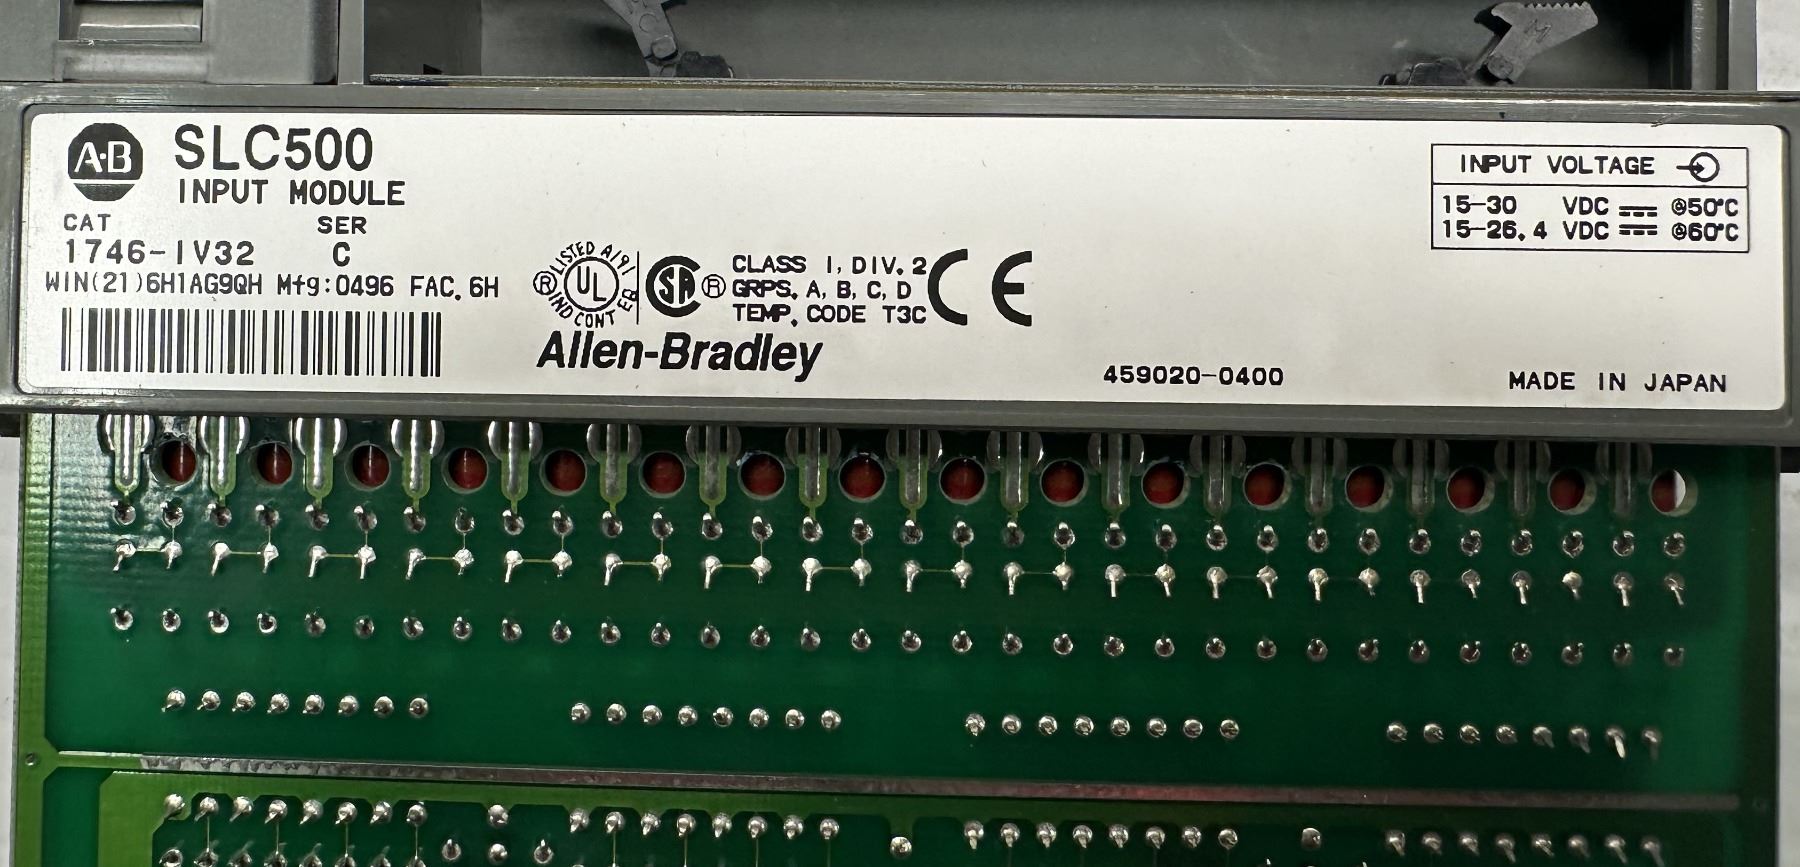 A·B
SLC500
INPUT MODULE
CAT SER
1746-IV32 C
WIN(21)6H1AG9QH Mfg:0496 FAC. 6H
LISTED A191
UL
IND CONT EQ
SA ®
CLASS I, DIV. 2
GRPS. A, B, C, D
TEMP. CODE T3C
CE
Allen-Bradley
459020-0400
INPUT VOLTAGE
15-30 VDC @50°C
15-26.4 VDC @60°C
MADE IN JAPAN
M